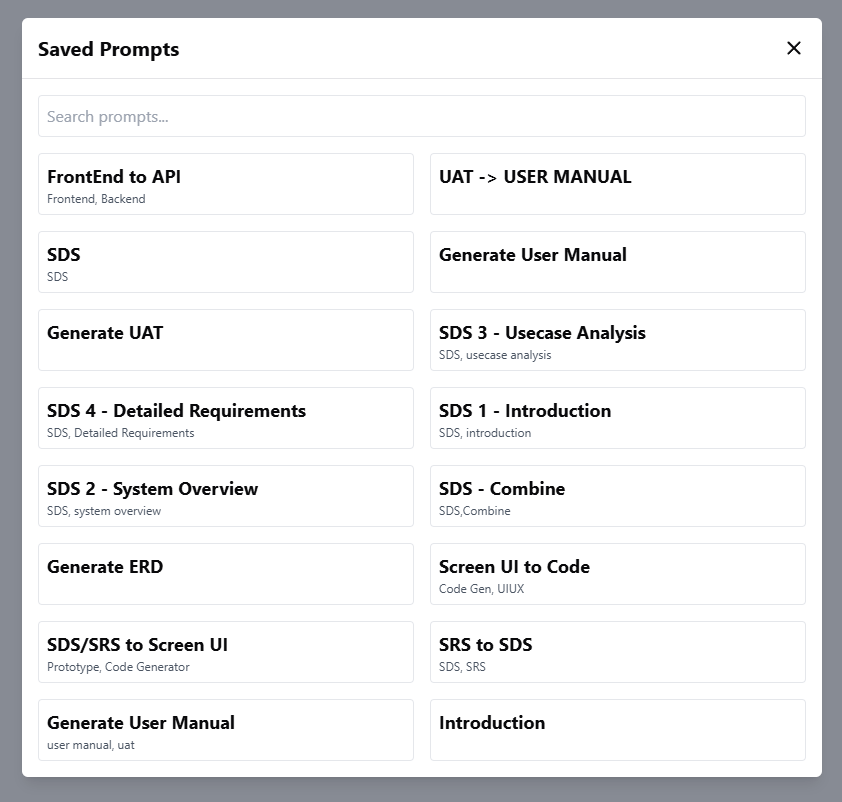 Saved Prompts
Search prompts...
FrontEnd to API
Frontend, Backend
UAT -> USER MANUAL
SDS
SDS
Generate User Manual
Generate UAT
SDS 3 - Usecase Analysis
SDS, usecase analysis
SDS 4 - Detailed Requirements
SDS, Detailed Requirements
SDS 1 - Introduction
SDS, introduction
SDS 2 - System Overview
SDS, system overview
SDS - Combine
SDS,Combine
Generate ERD
Screen UI to Code
Code Gen, UIUX
SDS/SRS to Screen UI
Prototype, Code Generator
SRS to SDS
SDS, SRS
Generate User Manual
user manual, uat
Introduction